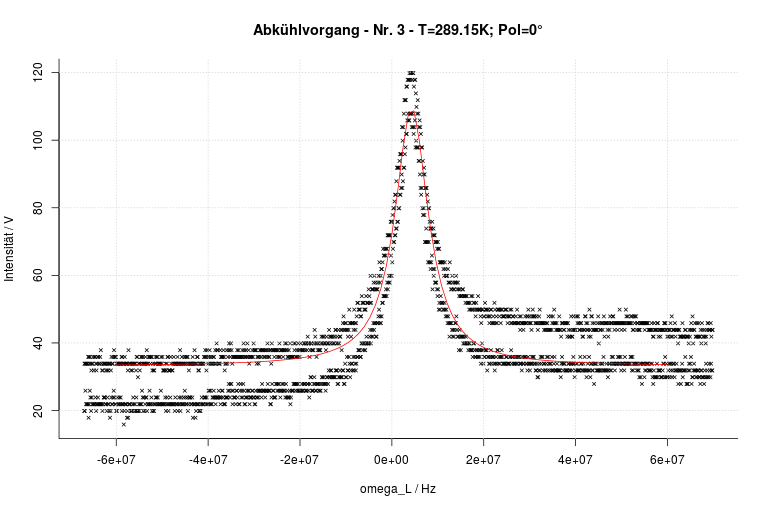 Abkühlvorgang - Nr. 3 - T=289.15K; Pol=0°
Intensität / V
120
100
80
60
40
20
-6e+07 -4e+07 -2e+07 0e+00 2e+07 4e+07 6e+07
omega_L / Hz